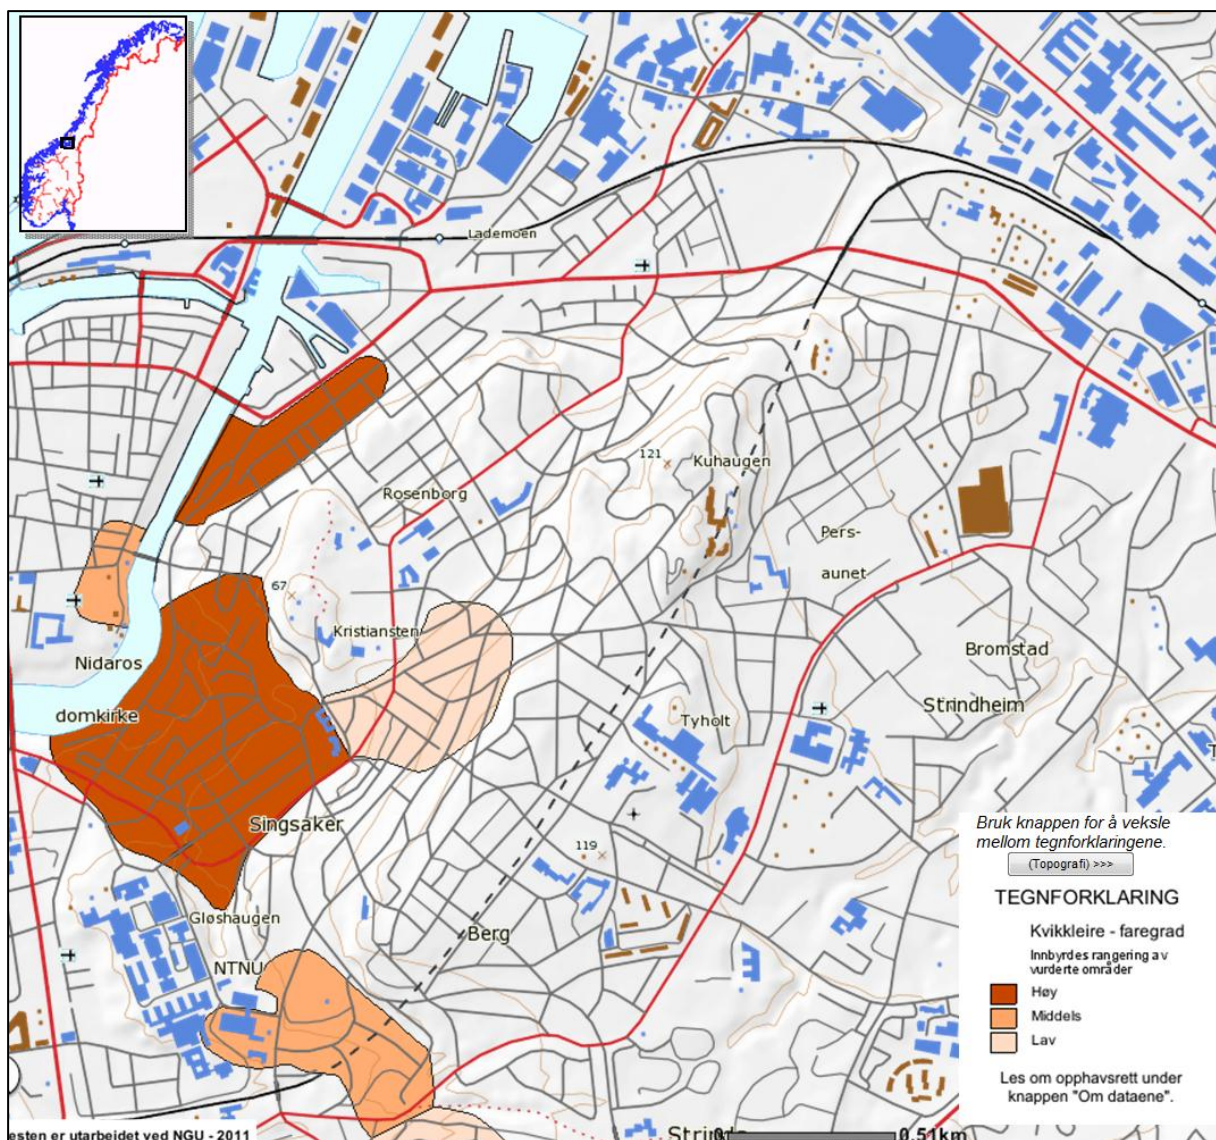 Lademoen
121
Kuhaugen
Rosenborg
Pers-
aunet
67
Kristiansten
Bromstad
Nidaros
Strindheim
domkirke
Tyholt
T
Singsaker
119
Gløshaugen
Berg
NTNU
Bruk knappen for å veksle
mellom tegnforklaringene.
(Topografi) >>>
TEGNFORKLARING
Kvikkleire - faregrad
Innbyrdes rangering av
vurderte områder
Høy
Middels
Lav
Les om opphavsrett under
knappen "Om dataene".
esten er utarbeidet ved NGU - 2011
0.51km